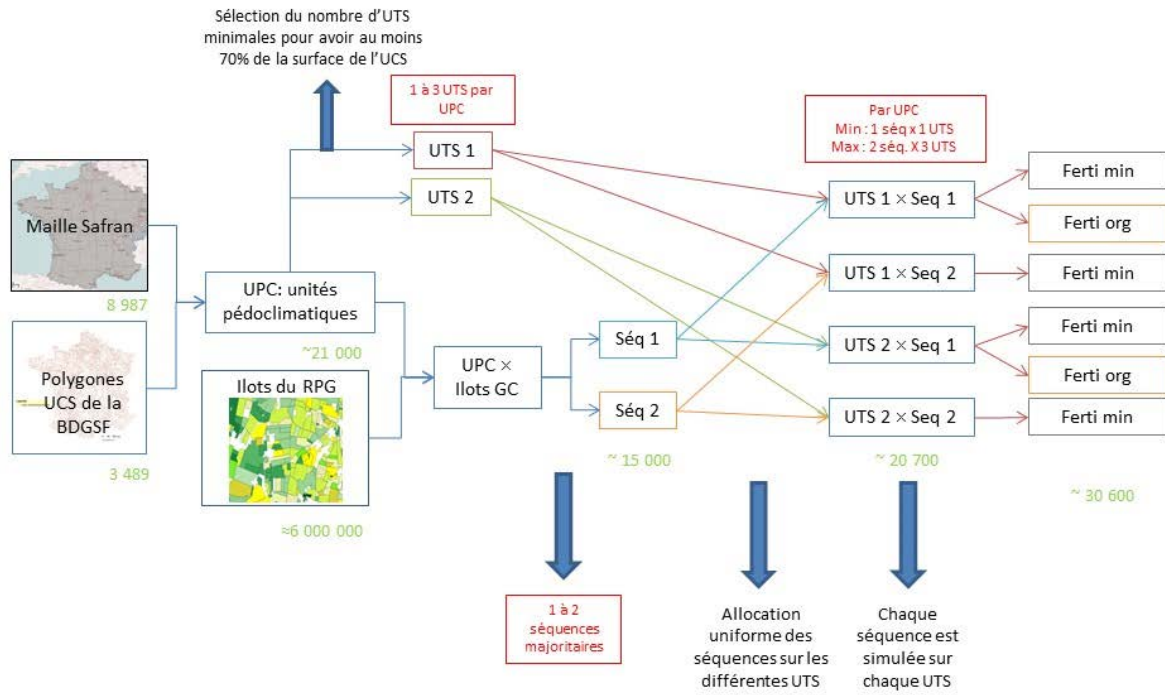 Sélection du nombre d'UTS
minimales pour avoir au moins
70% de la surface de l'UCS
1 à 3 UTS par
UPC
Par UPC
Min : 1 séq x 1 UTS
Max : 2 séq. X 3 UTS
UTS 1
UTS 2
Maille Safran
8 987
Polygones
UCS de la
BDGSF
3 489
UPC: unités
pédoclimatiques
~21 000
Ilots du RPG
≈6 000 000
UPC ×
Ilots GC
Séq 1
Séq 2
~ 15 000
UTS 1 × Seq 1
UTS 1 × Seq 2
UTS 2 × Seq 1
UTS 2 × Seq 2
~ 20 700
Ferti min
Ferti org
Ferti min
Ferti min
Ferti org
Ferti min
~ 30 600
1 à 2
séquences
majoritaires
Allocation
uniforme des
séquences sur les
différentes UTS
Chaque
séquence est
simulée sur
chaque UTS